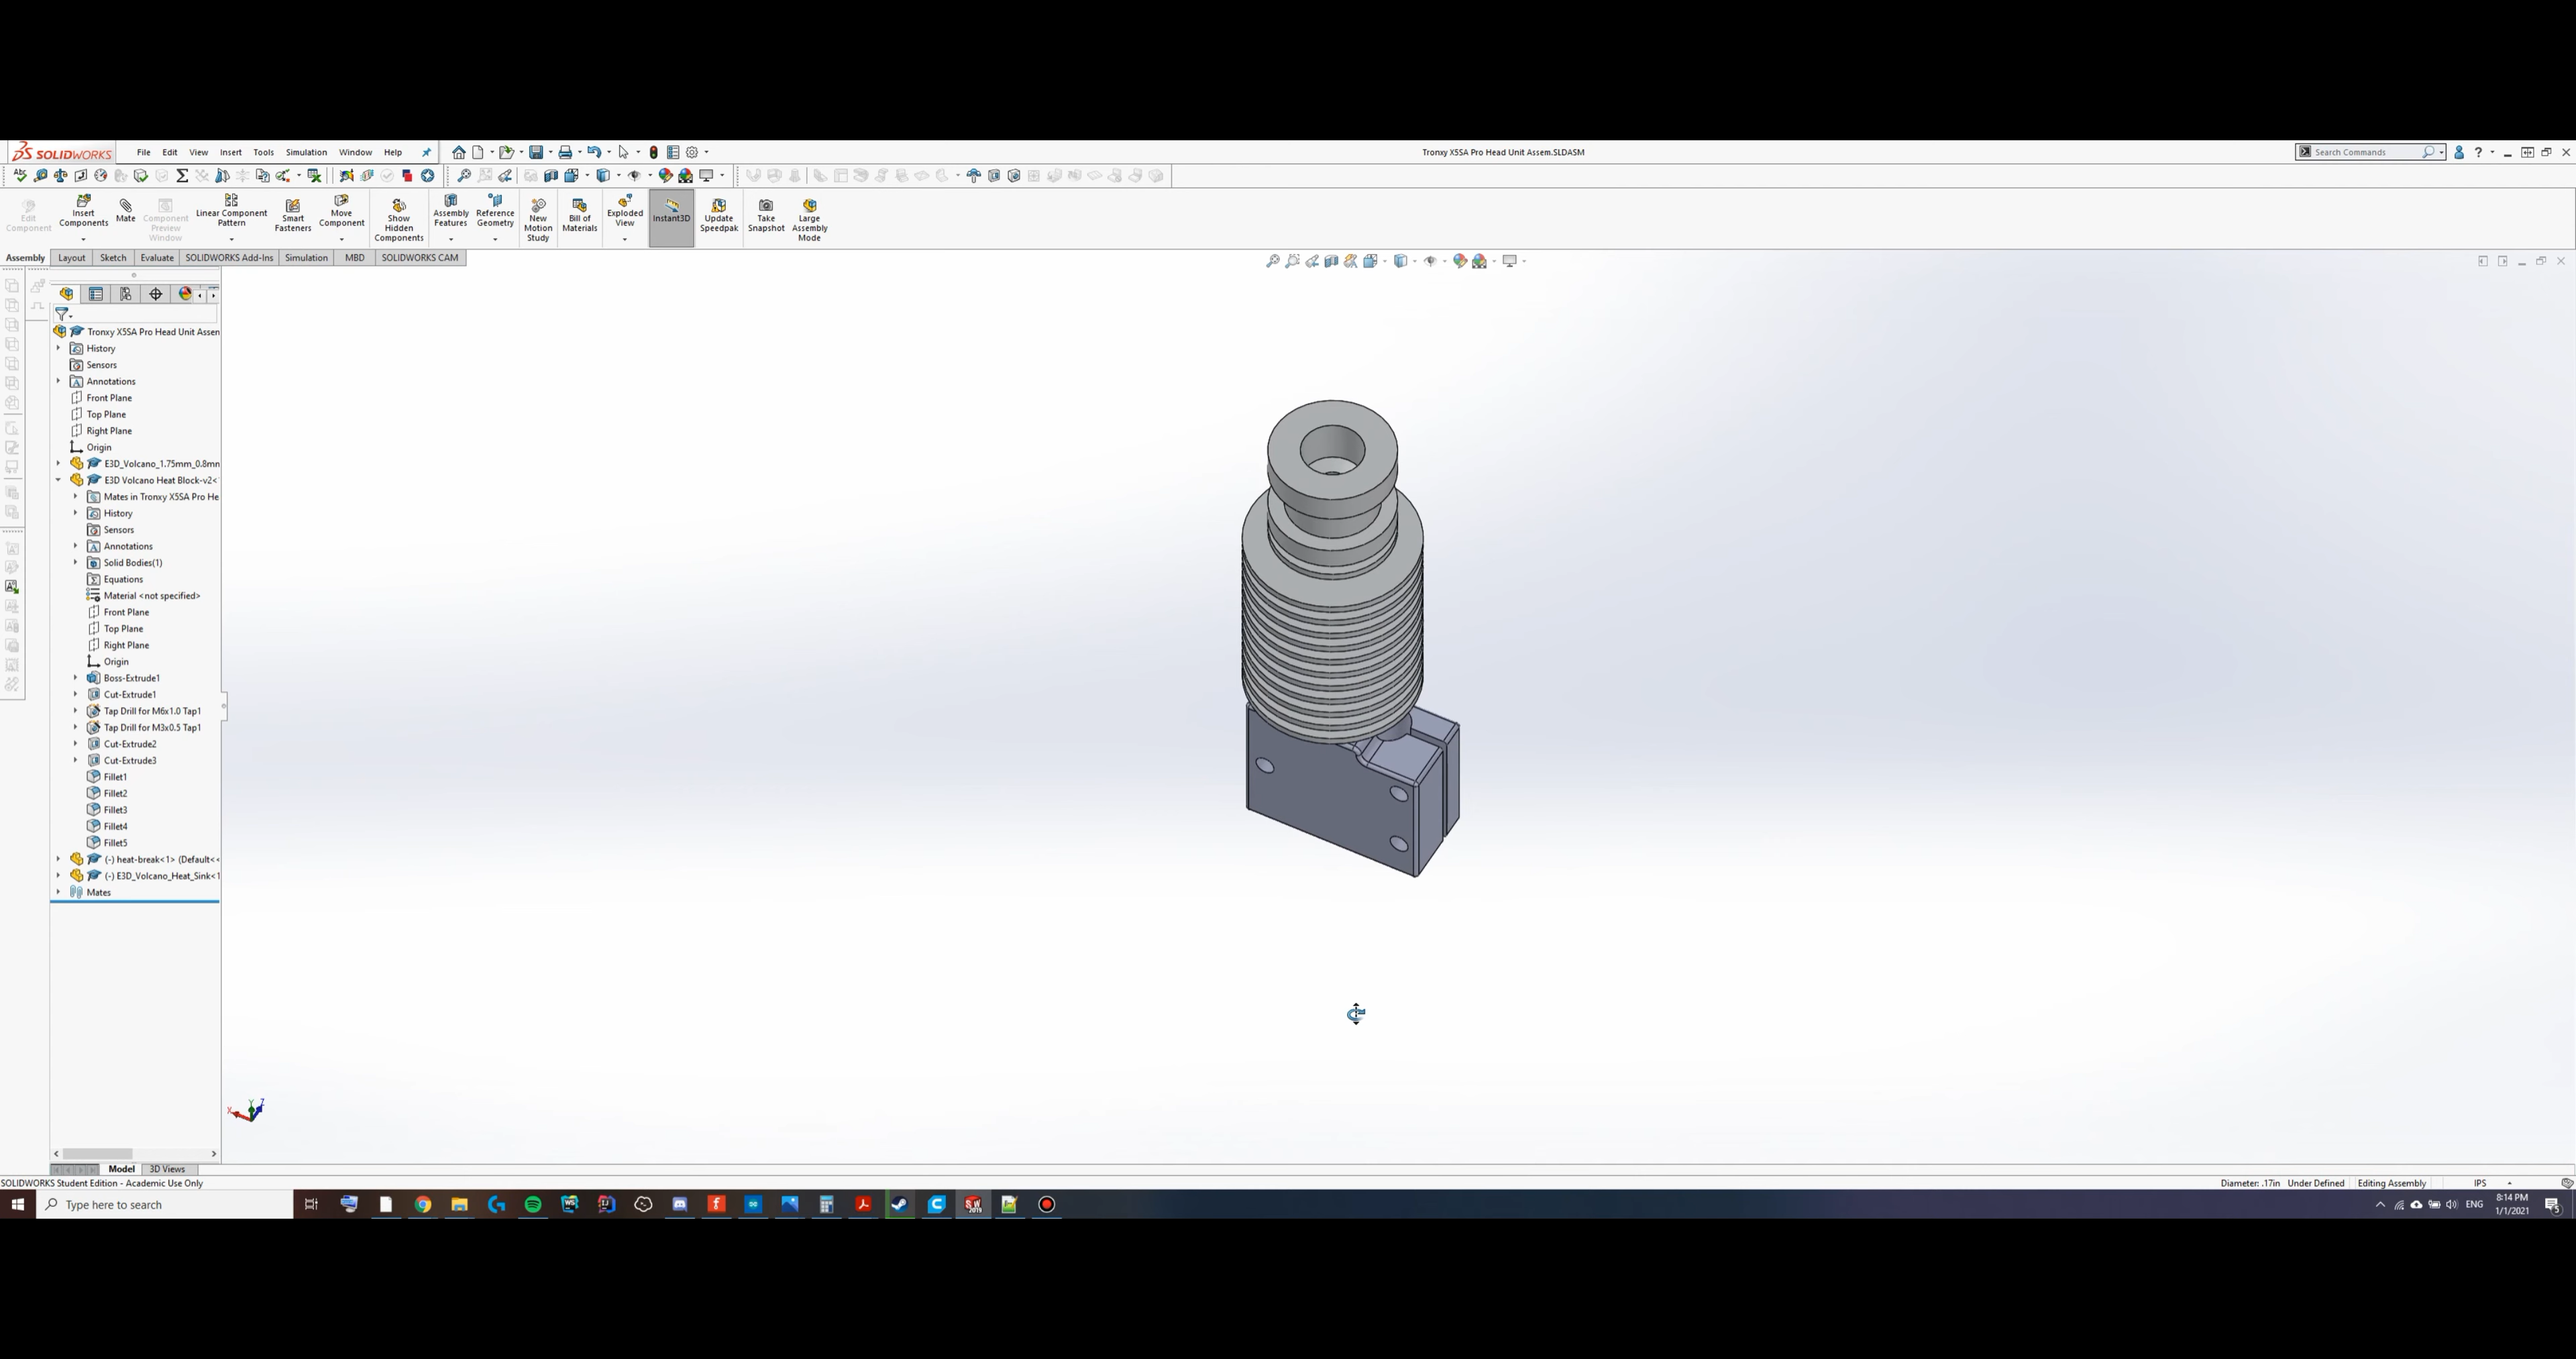 SOLIDWORKS File Edit View Insert Tools Simulation Window Help Tronxy X5SA Pro Head Unit Assem.SLDASM Search Commands
Edit Component
Insert Components
Mate
Component Preview Window
Linear Component Pattern
Smart Fasteners
Move Component
Show Hidden Components
Assembly Features
Reference Geometry
New Motion Study
Bill of Materials
Exploded View
Instant3D
Update Speedpak
Take Snapshot
Large Assembly Mode
Assembly Layout Sketch Evaluate SOLIDWORKS Add-Ins Simulation MBD SOLIDWORKS CAM
Tronxy X5SA Pro Head Unit Assen
History
Sensors
Annotations
Front Plane
Top Plane
Right Plane
Origin
E3D_Volcano_1.75mm_0.8mn
E3D Volcano Heat Block-v2<
Mates in Tronxy X5SA Pro He
History
Sensors
Annotations
Solid Bodies(1)
Equations
Material <not specified>
Front Plane
Top Plane
Right Plane
Origin
Boss-Extrude1
Cut-Extrude1
Tap Drill for M6x1.0 Tap1
Tap Drill for M3x0.5 Tap1
Cut-Extrude2
Cut-Extrude3
Fillet1
Fillet2
Fillet3
Fillet4
Fillet5
(-) heat-break<1> (Default<<
(-) E3D_Volcano_Heat_Sink<1
Mates
X Y Z
Model 3D Views
SOLIDWORKS Student Edition - Academic Use Only Diameter: .17in Under Defined Editing Assembly IPS
Type here to search ENG 8:14 PM
1/1/2021